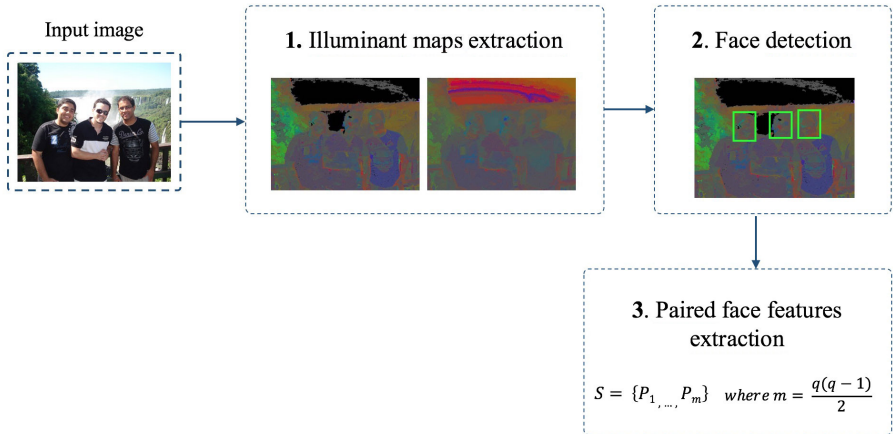 Input image
1. Illuminant maps extraction
2. Face detection
3. Paired face features
extraction
S = {P₁ ,..., Pₘ} where m = q(q − 1)/2